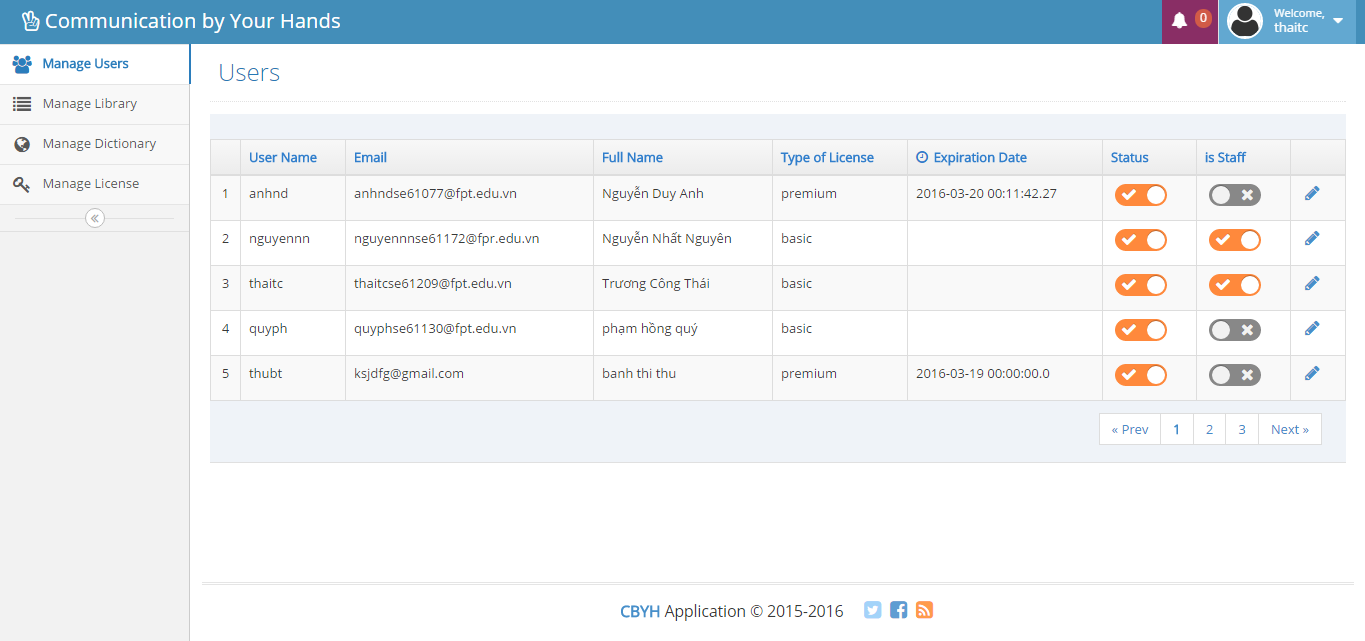 Communication by Your Hands
0
Welcome,
thaitc
Manage Users
Manage Library
Manage Dictionary
Manage License
Users
User Name Email Full Name Type of License Expiration Date Status is Staff
1 anhnd anhndse61077@fpt.edu.vn Nguyễn Duy Anh premium 2016-03-20 00:11:42.27
2 nguyennn nguyennnse61172@fpr.edu.vn Nguyễn Nhất Nguyên basic
3 thaitc thaitcse61209@fpt.edu.vn Trương Công Thái basic
4 quyph quyphse61130@fpt.edu.vn phạm hồng quý basic
5 thubt ksjdfg@gmail.com banh thi thu premium 2016-03-19 00:00:00.0
« Prev 1 2 3 Next »
CBYH Application © 2015-2016